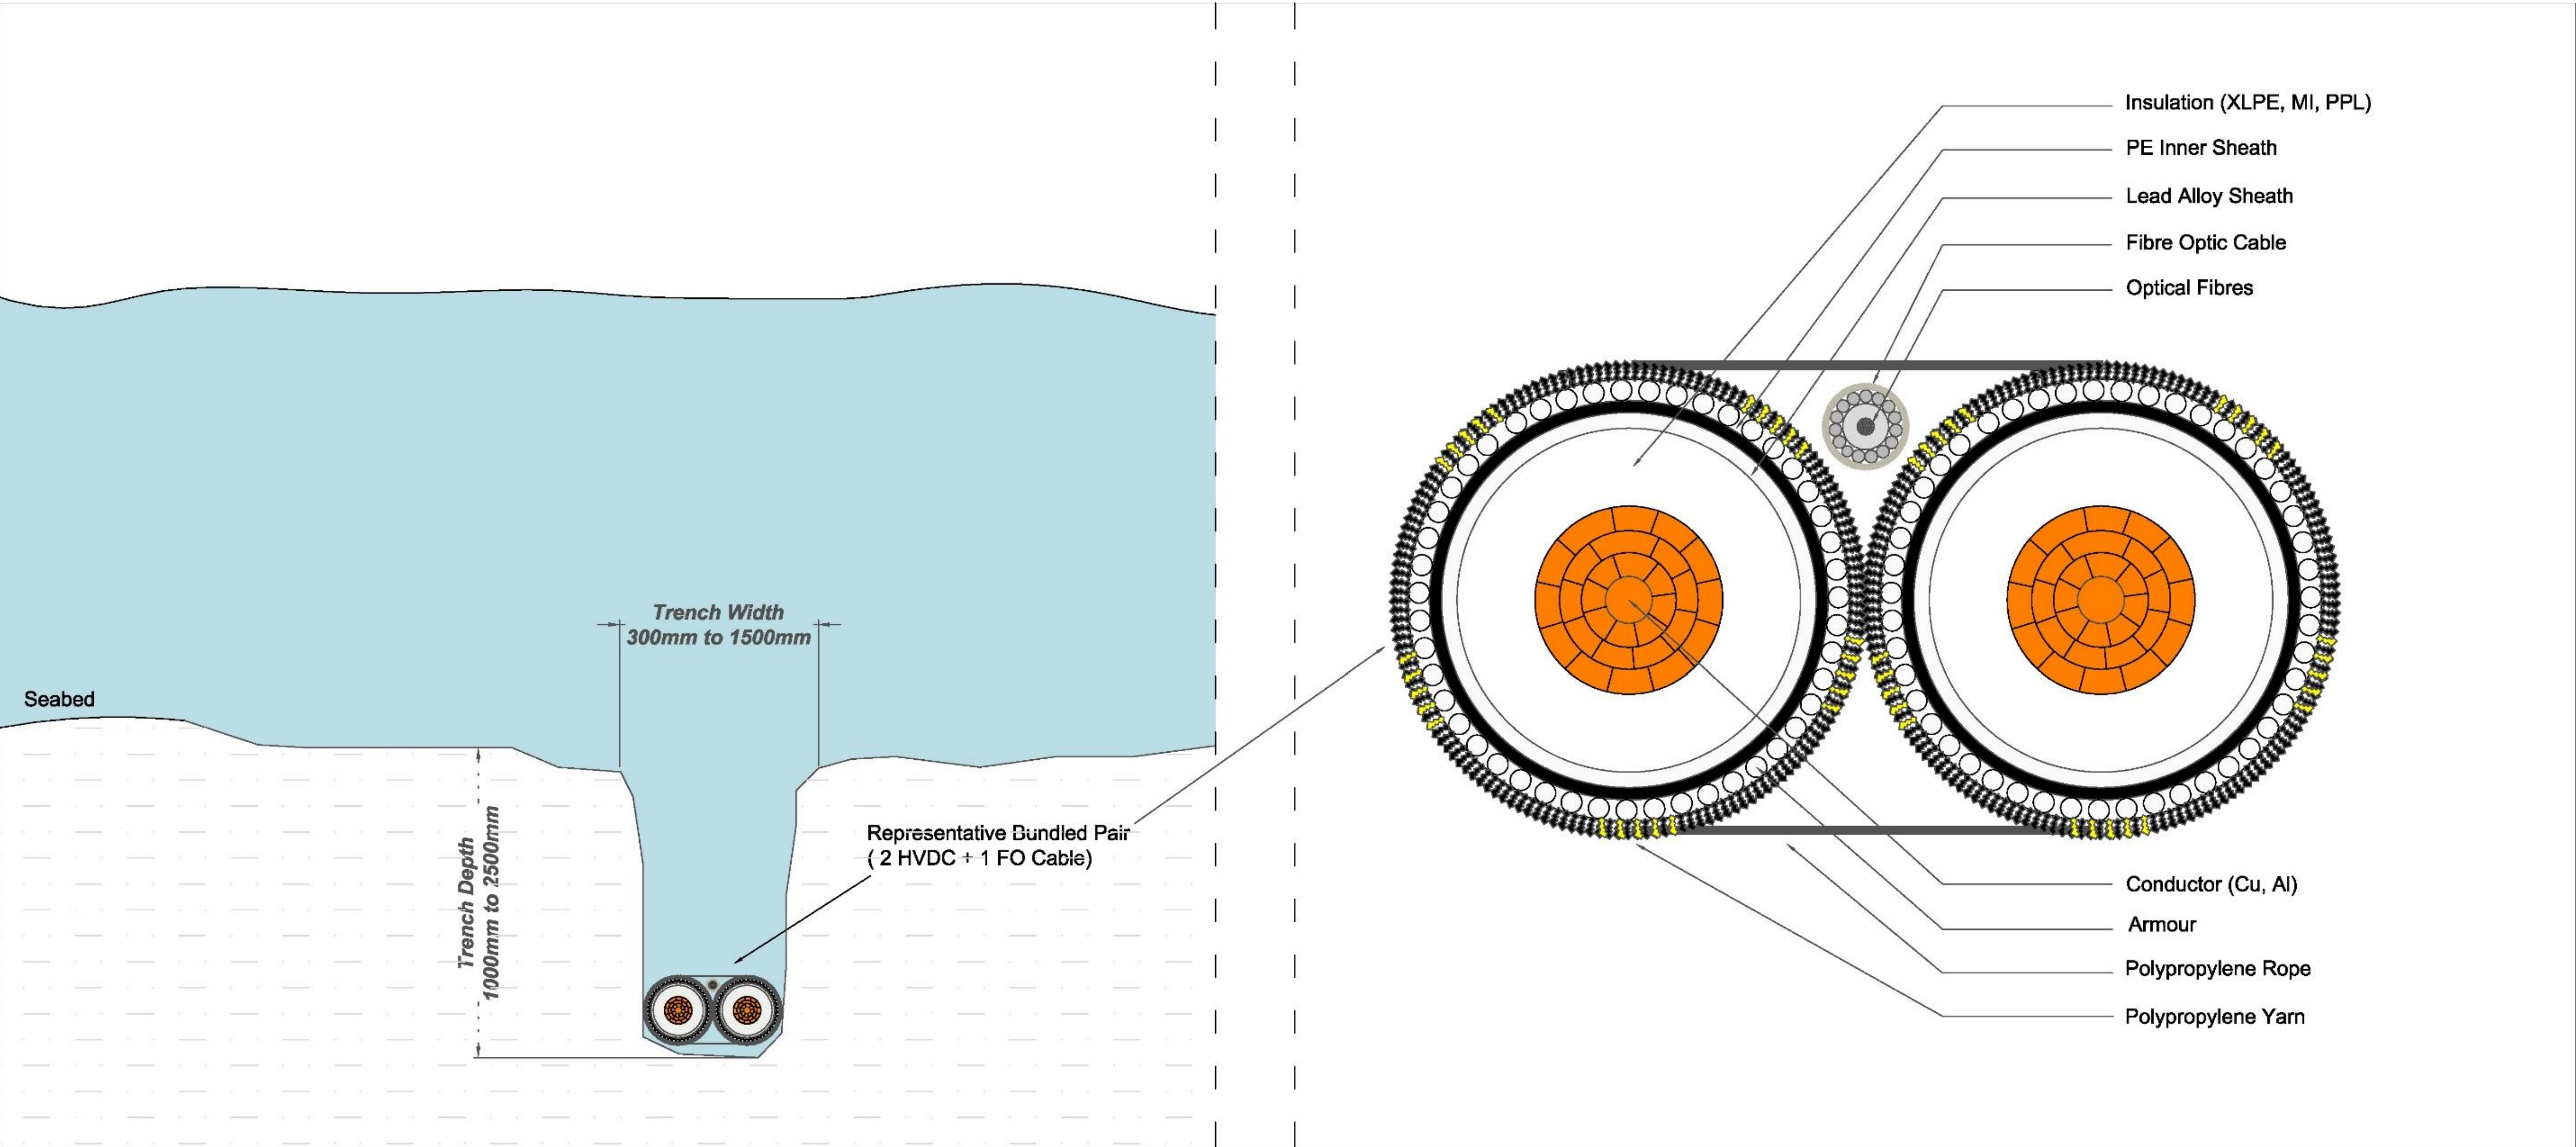 Insulation (XLPE, MI, PPL)
PE Inner Sheath
Lead Alloy Sheath
Fibre Optic Cable
Optical Fibres
Trench Width
300mm to 1500mm
Seabed
Trench Depth
1000mm to 2500mm
Representative Bundled Pair
( 2 HVDC + 1 FO Cable)
Conductor (Cu, Al)
Armour
Polypropylene Rope
Polypropylene Yarn